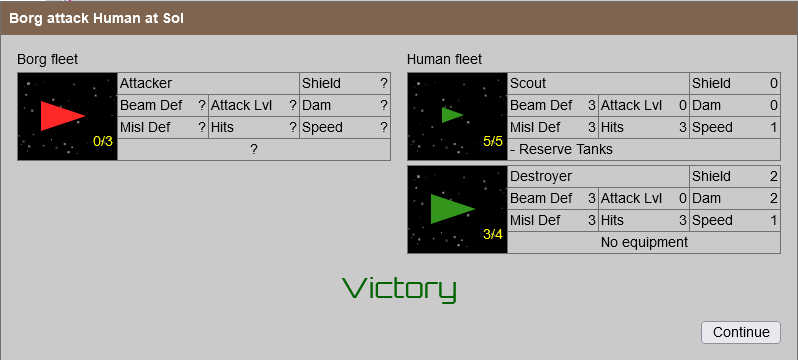 Borg attack Human at Sol
Borg fleet
Attacker Shield ?
Beam Def ? Attack Lvl ? Dam ?
Misl Def ? Hits ? Speed ?
0/3
?
Human fleet
Scout Shield 0
Beam Def 3 Attack Lvl 0 Dam 0
Misl Def 3 Hits 3 Speed 1
5/5
- Reserve Tanks
Destroyer Shield 2
Beam Def 3 Attack Lvl 0 Dam 2
Misl Def 3 Hits 3 Speed 1
3/4
No equipment
Victory
Continue